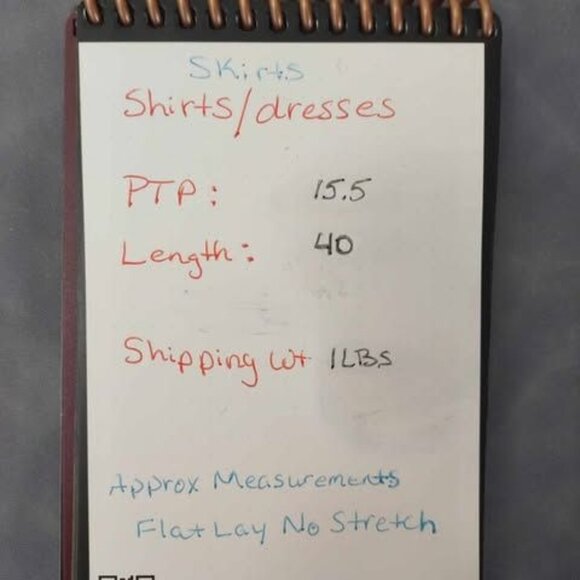 Skirts
Shirts/dresses
PTP: 15.5
Length: 40
Shipping wt 1LBS
Approx Measurements
Flat Lay No Stretch